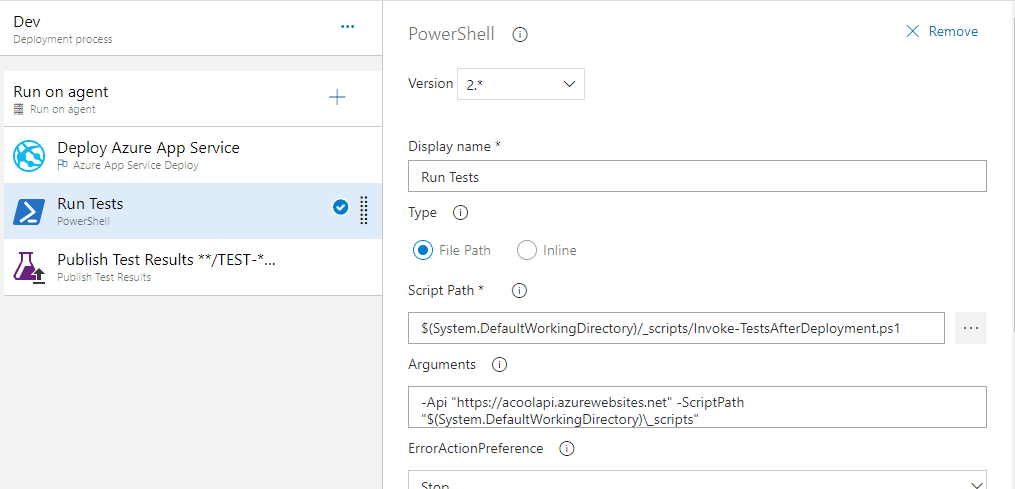 Dev
Deployment process
Run on agent
Run on agent
Deploy Azure App Service
Azure App Service Deploy
Run Tests
PowerShell
Publish Test Results **/TEST-*...
Publish Test Results
PowerShell
Remove
Version
2.*
Display name *
Run Tests
Type
File Path
Inline
Script Path *
$(System.DefaultWorkingDirectory)/_scripts/Invoke-TestsAfterDeployment.ps1
Arguments
-Api "https://acoolapi.azurewebsites.net" -ScriptPath
"$(System.DefaultWorkingDirectory)\_scripts"
ErrorActionPreference
Stop